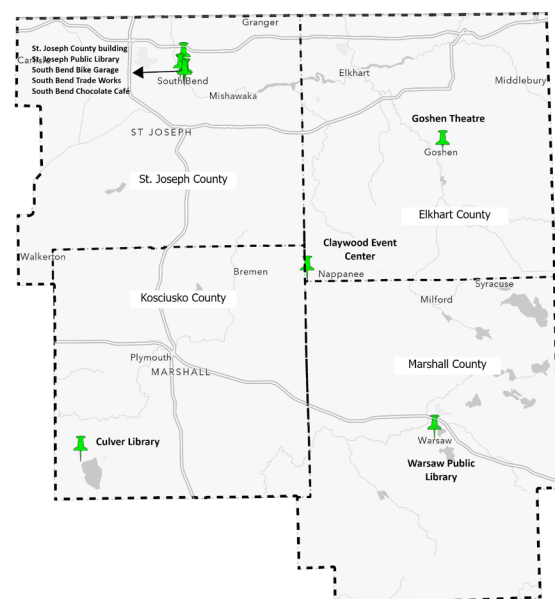 Granger
St. Joseph County building
St. Joseph Public Library
South Bend Bike Garage
South Bend Trade Works
South Bend Chocolate Café
South Bend
Mishawaka
Elkhart
Middlebury
ST JOSEPH
Goshen Theatre
Goshen
St. Joseph County
Elkhart County
Walkerton
Bremen
Claywood Event
Center
Nappanee
Kosciusko County
Milford
Syracuse
Plymouth
MARSHALL
Marshall County
Culver Library
Warsaw
Warsaw Public
Library